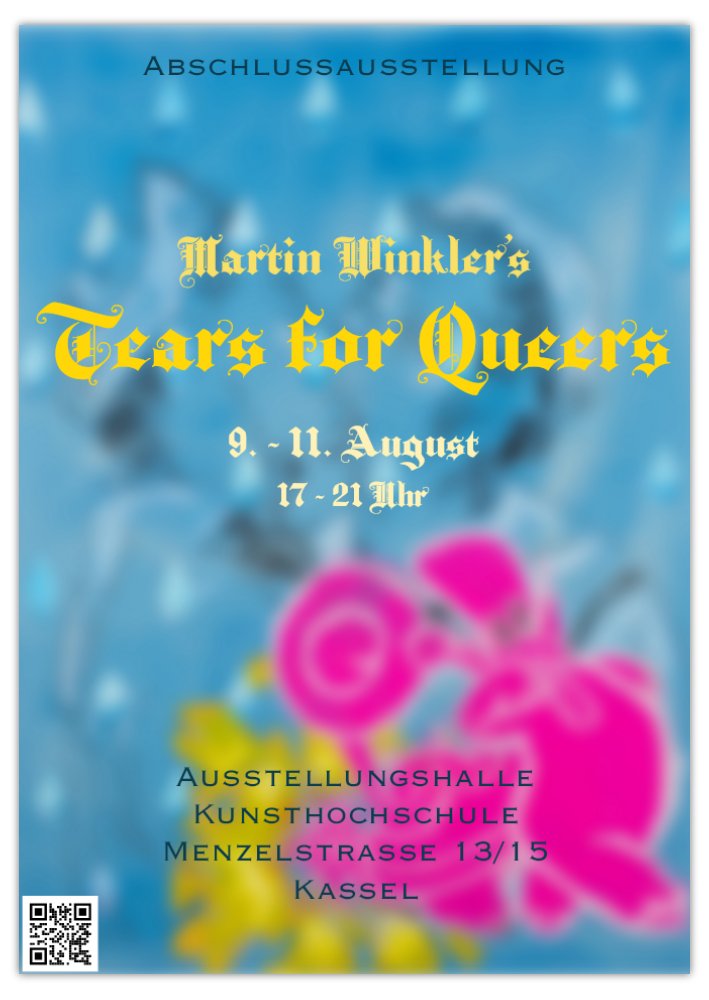 Abschlussausstellung
Martin Winkler's
Tears for Queers
9. - 11. August
17 - 21 Uhr
Ausstellungshalle
Kunsthochschule
Menzelstrasse 13/15
Kassel